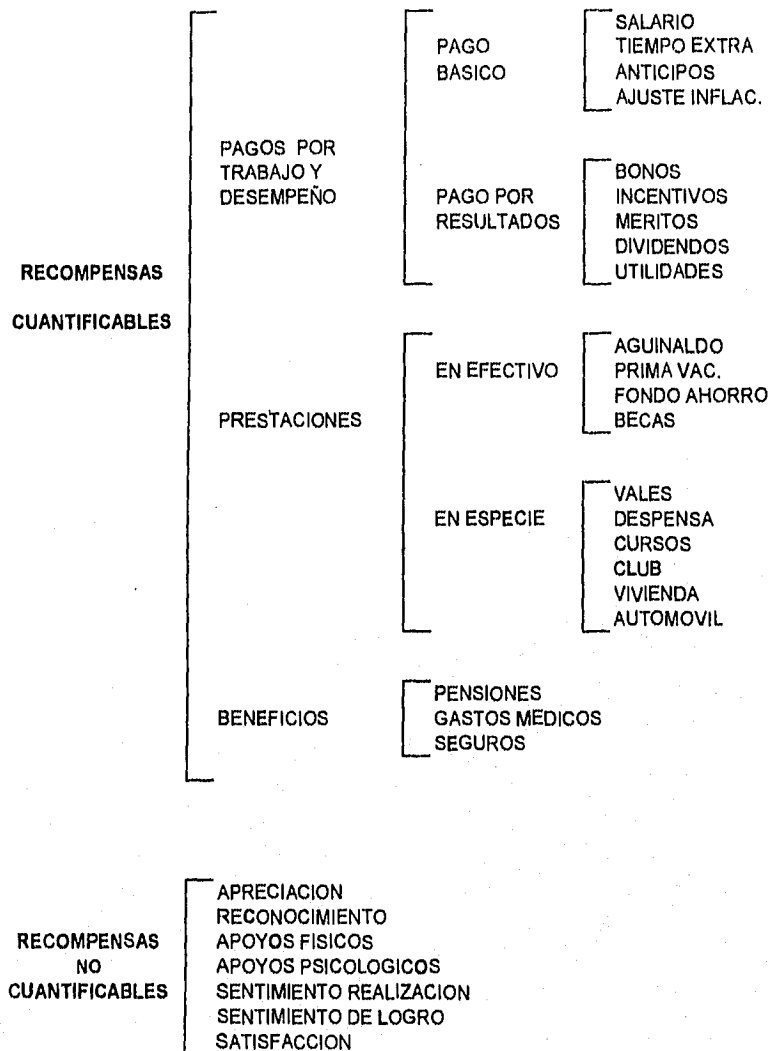 RECOMPENSAS
CUANTIFICABLES
PAGOS POR
TRABAJO Y
DESEMPEÑO
PAGO
BASICO
SALARIO
TIEMPO EXTRA
ANTICIPOS
AJUSTE INFLAC.
PAGO POR
RESULTADOS
BONOS
INCENTIVOS
MERITOS
DIVIDENDOS
UTILIDADES
PRESTACIONES
EN EFECTIVO
AGUINALDO
PRIMA VAC.
FONDO AHORRO
BECAS
EN ESPECIE
VALES
DESPENSA
CURSOS
CLUB
VIVIENDA
AUTOMOVIL
BENEFICIOS
PENSIONES
GASTOS MEDICOS
SEGUROS
RECOMPENSAS
NO
CUANTIFICABLES
APRECIACION
RECONOCIMIENTO
APOYOS FISICOS
APOYOS PSICOLOGICOS
SENTIMIENTO REALIZACION
SENTIMIENTO DE LOGRO
SATISFACCION